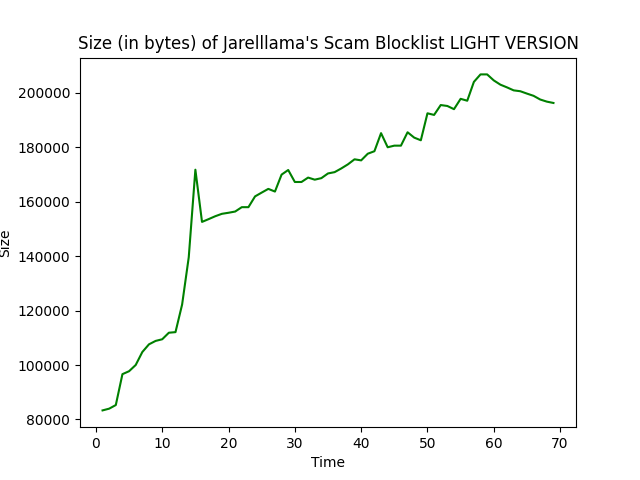 Size (in bytes) of Jarelllama's Scam Blocklist LIGHT VERSION
200000
180000
160000
140000
120000
100000
80000
Size
0 10 20 30 40 50 60 70
Time